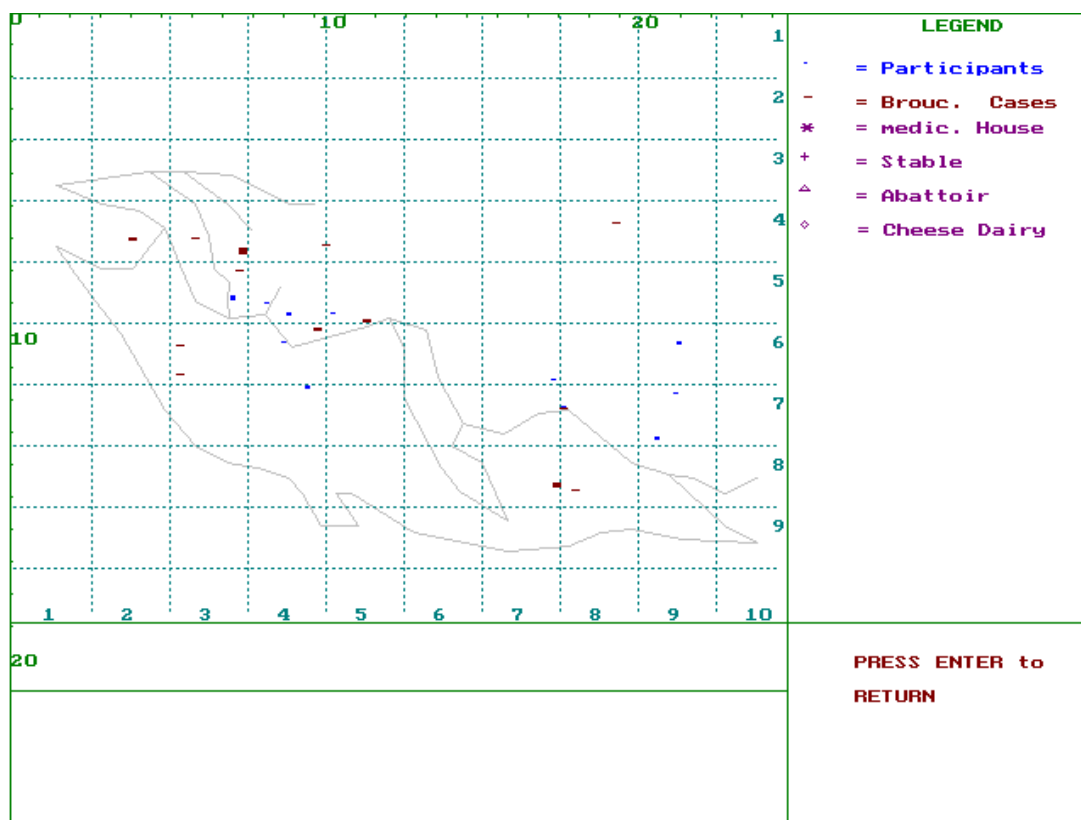 0 10 20
LEGEND
1
- = Participants
2
- = Brouc. Cases
* = medic. House
3
+ = Stable
△ = Abattoir
4
◇ = Cheese Dairy
5
10
6
7
8
9
1 2 3 4 5 6 7 8 9 10
20
PRESS ENTER to
RETURN